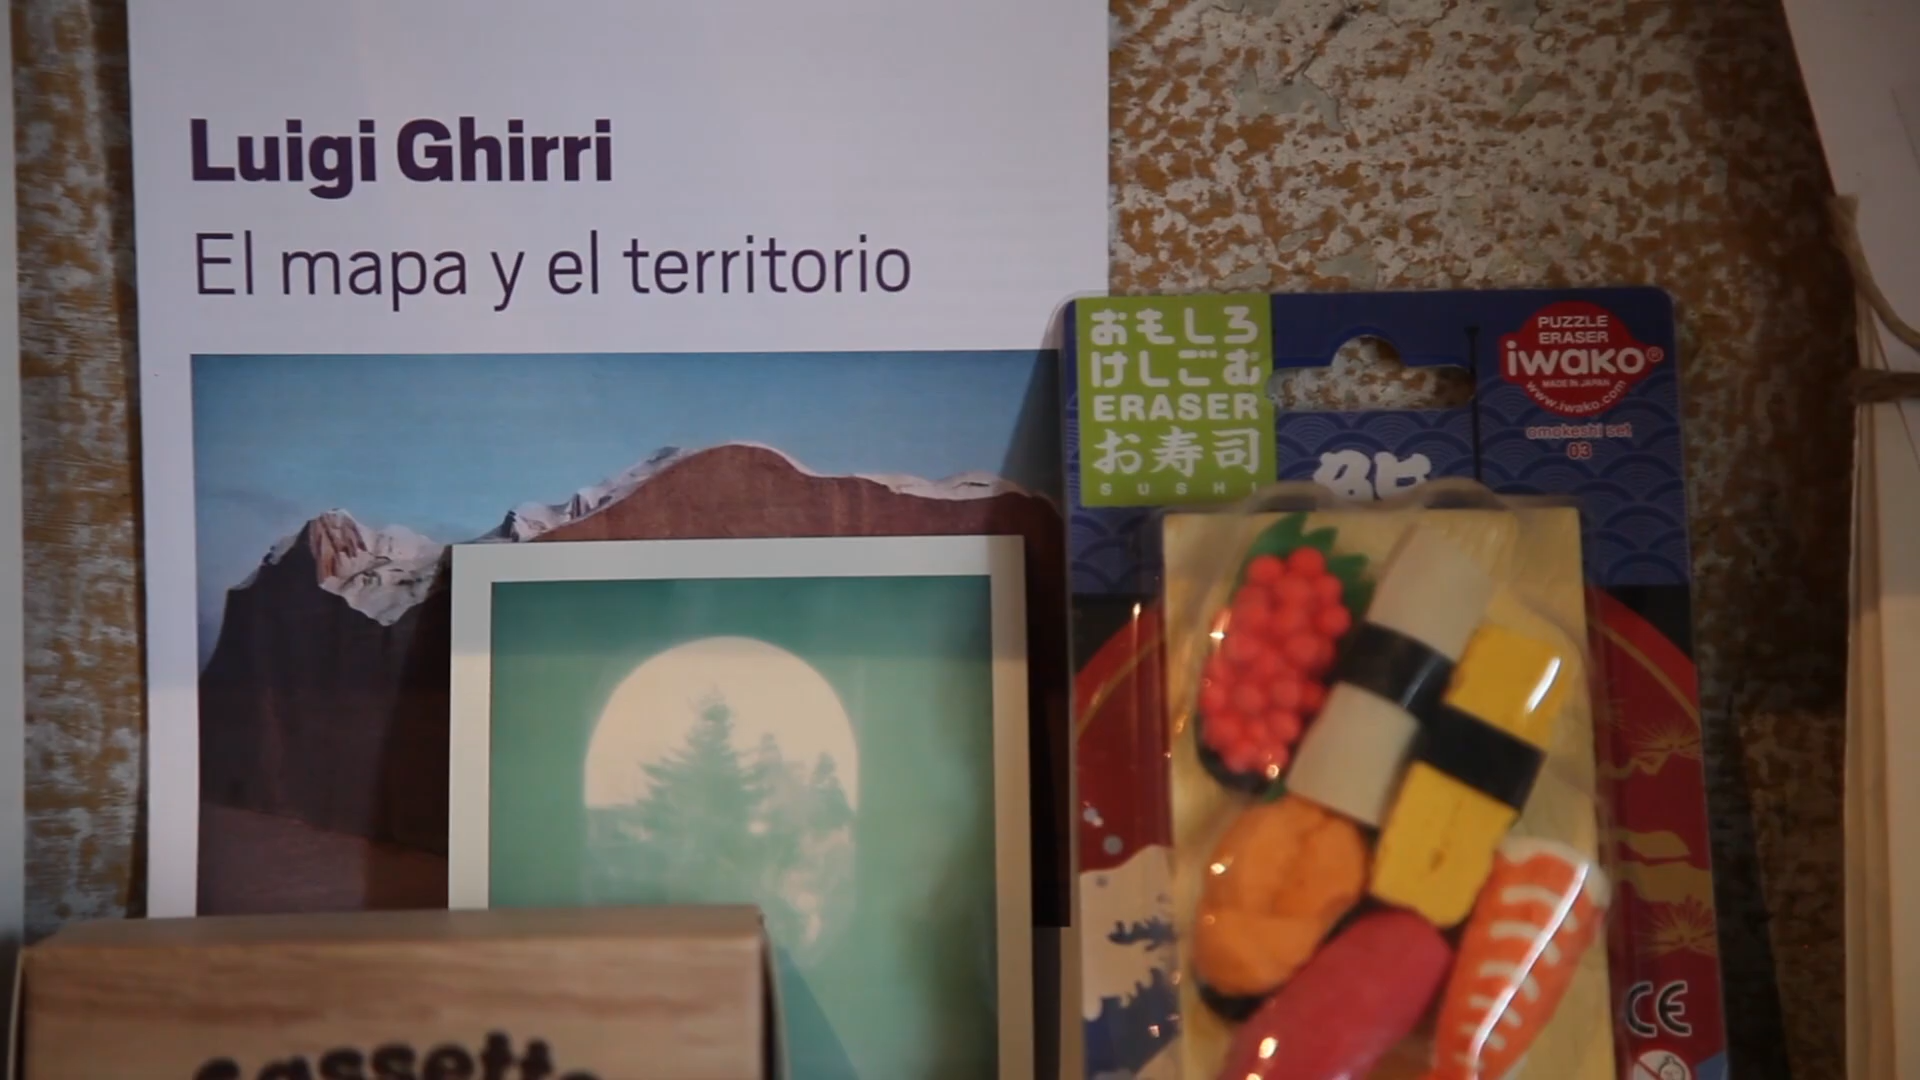 Luigi Ghirri
El mapa y el territorio
おもしろ
けしごむ
ERASER
お寿司
SUSHI
PUZZLE
ERASER
iwako®
MADE IN JAPAN
www.iwako.com
omokeshi set
03
CE